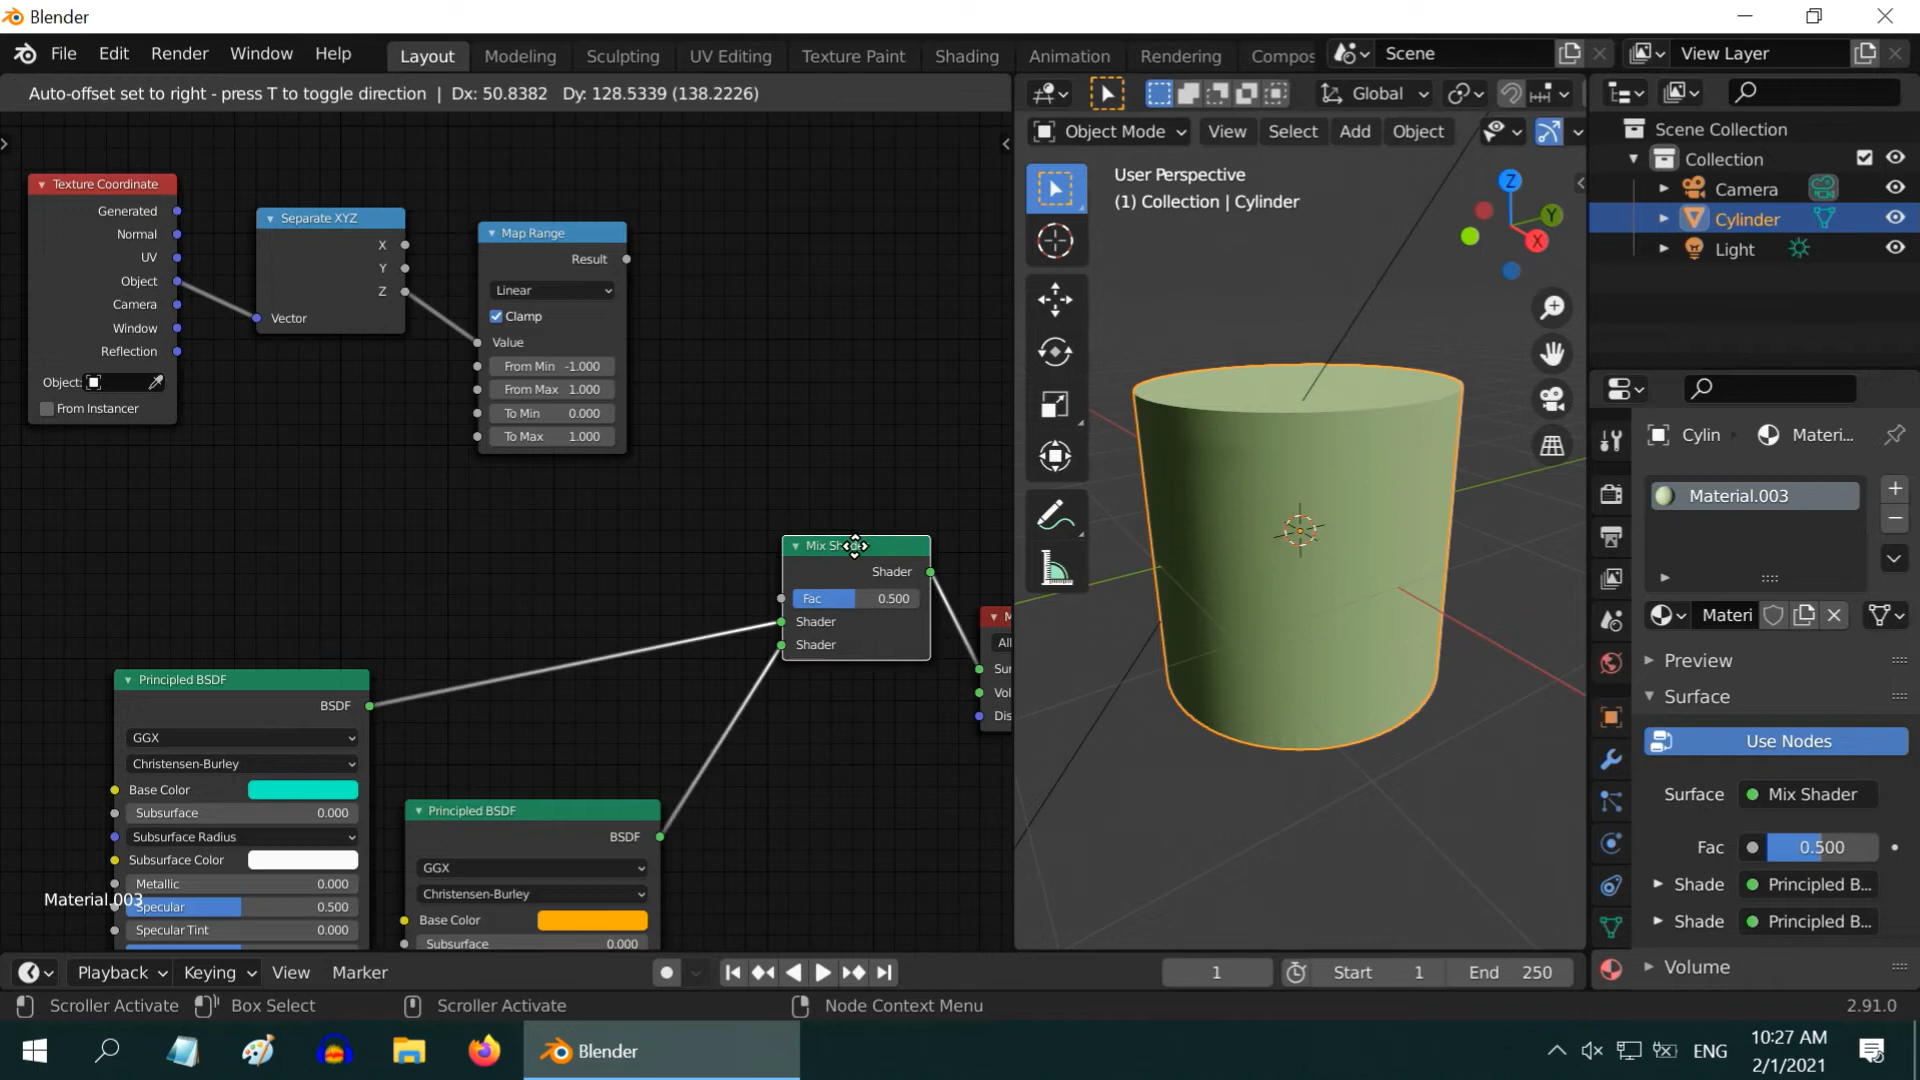 Blender
File Edit Render Window Help
Layout Modeling Sculpting UV Editing Texture Paint Shading Animation Rendering Compos
Scene
View Layer
Auto-offset set to right - press T to toggle direction | Dx: 50.8382 Dy: 128.5339 (138.2226)
Texture Coordinate
Generated
Normal
UV
Object
Camera
Window
Reflection
Object:
From Instancer
Separate XYZ
X
Y
Z
Vector
Map Range
Result
Linear
Clamp
Value
From Min -1.000
From Max 1.000
To Min 0.000
To Max 1.000
Mix Sh
Shader
Fac 0.500
Shader
Shader
M
All
Sur
Vol
Dis
Principled BSDF
BSDF
GGX
Christensen-Burley
Base Color
Subsurface 0.000
Subsurface Radius
Subsurface Color
Metallic 0.000
Specular 0.500
Specular Tint 0.000
Material.003
Principled BSDF
BSDF
GGX
Christensen-Burley
Base Color
Subsurface 0.000
Global
Object Mode View Select Add Object
User Perspective
(1) Collection | Cylinder
Z
Y
X
Scene Collection
Collection
Camera
Cylinder
Light
Cylin Materi...
Material.003
Materi
Preview
Surface
Use Nodes
Surface Mix Shader
Fac 0.500
Shade Principled B...
Shade Principled B...
Volume
Playback Keying View Marker
1
Start 1
End 250
Scroller Activate Box Select Scroller Activate Node Context Menu 2.91.0
Blender
ENG
10:27 AM
2/1/2021